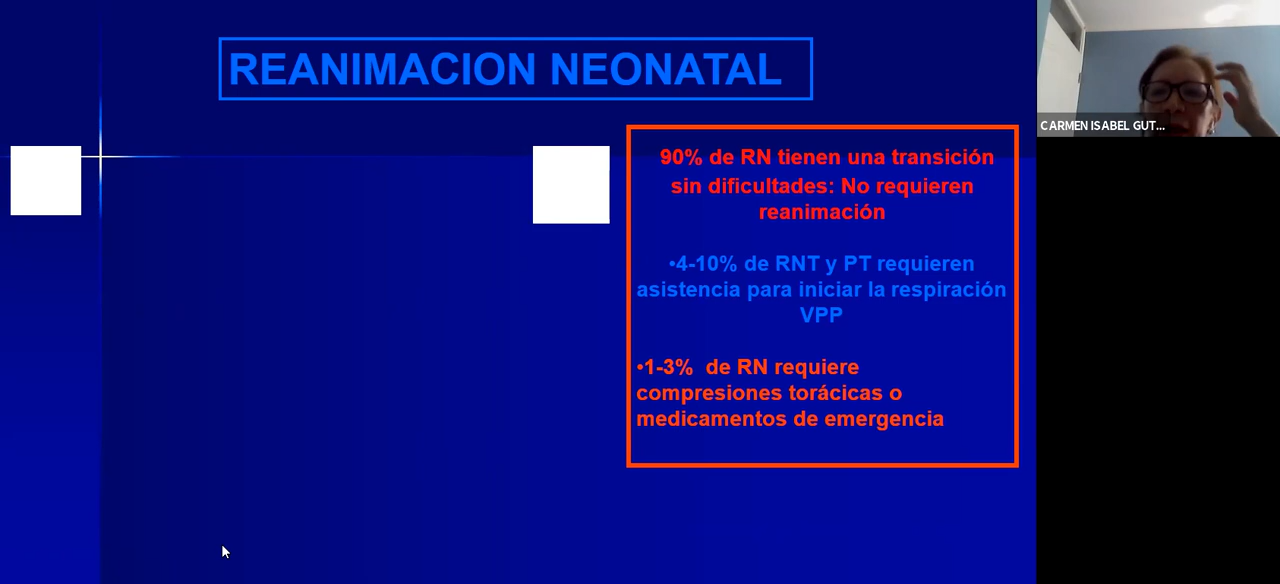 REANIMACION NEONATAL
90% de RN tienen una transición
sin dificultades: No requieren
reanimación
•4-10% de RNT y PT requieren
asistencia para iniciar la respiración
VPP
•1-3% de RN requiere
compresiones torácicas o
medicamentos de emergencia
CARMEN ISABEL GUT...